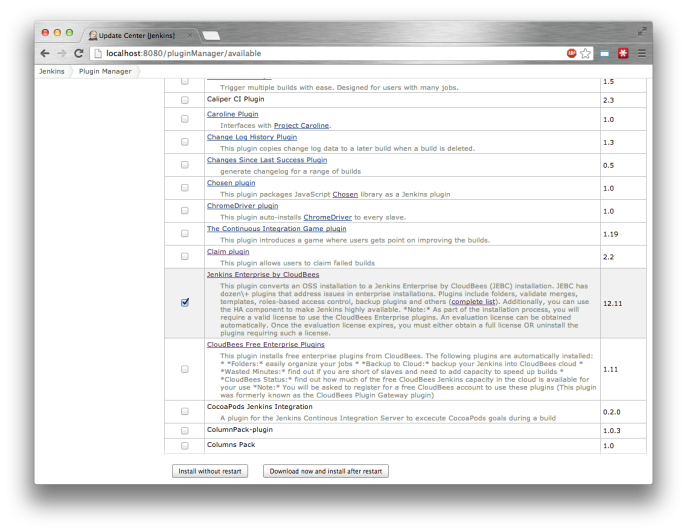 Update Center [Jenkins]
localhost:8080/pluginManager/available
ABP
Jenkins
Plugin Manager
Trigger multiple builds with ease. Designed for users with many jobs.
1.5
Caliper CI Plugin
2.3
Caroline Plugin
Interfaces with Project Caroline.
1.0
Change Log History Plugin
This plugin copies change log data to a later build when a build is deleted.
1.3
Changes Since Last Success Plugin
generate changelog for a range of builds
0.5
Chosen plugin
This plugin packages JavaScript Chosen library as a Jenkins plugin
1.0
ChromeDriver plugin
This plugin auto-installs ChromeDriver to every slave.
1.0
The Continuous Integration Game plugin
This plugin introduces a game where users gets point on improving the builds.
1.19
Claim plugin
This plugin allows users to claim failed builds
2.2
Jenkins Enterprise by CloudBees
This plugin converts an OSS installation to a Jenkins Enterprise by CloudBees (JEBC) installation. JEBC has
dozen\+ plugins that address issues in enterprise installations. Plugins include folders, validate merges,
templates, roles-based access control, backup plugins and others (complete list). Additionally, you can use
the HA component to make Jenkins highly available. *Note:* As part of the installation process, you will
require a valid license to use the CloudBees Enterprise plugins. An evaluation license can be obtained
automatically. Once the evaluation license expires, you must either obtain a full license OR uninstall the
plugins requiring such a license.
12.11
CloudBees Free Enterprise Plugins
This plugin installs free enterprise plugins from CloudBees. The following plugins are automatically installed:
* *Folders:* easily organize your jobs * *Backup to Cloud:* backup your Jenkins into CloudBees cloud *
*Wasted Minutes:* find out if you are short of slaves and need to add capacity to speed up builds *
*CloudBees Status:* find out how much of the free CloudBees Jenkins capacity in the cloud is available for
your use *Note:* You will be asked to register for a free CloudBees account to use these plugins (This plugin
was formerly known as the CloudBees Plugin Gateway plugin)
1.11
CocoaPods Jenkins Integration
A plugin for the Jenkins Continous Integration Server to excecute CocoaPods goals during a build
0.2.0
ColumnPack-plugin
1.0.3
Columns Pack
1.0
Install without restart
Download now and install after restart